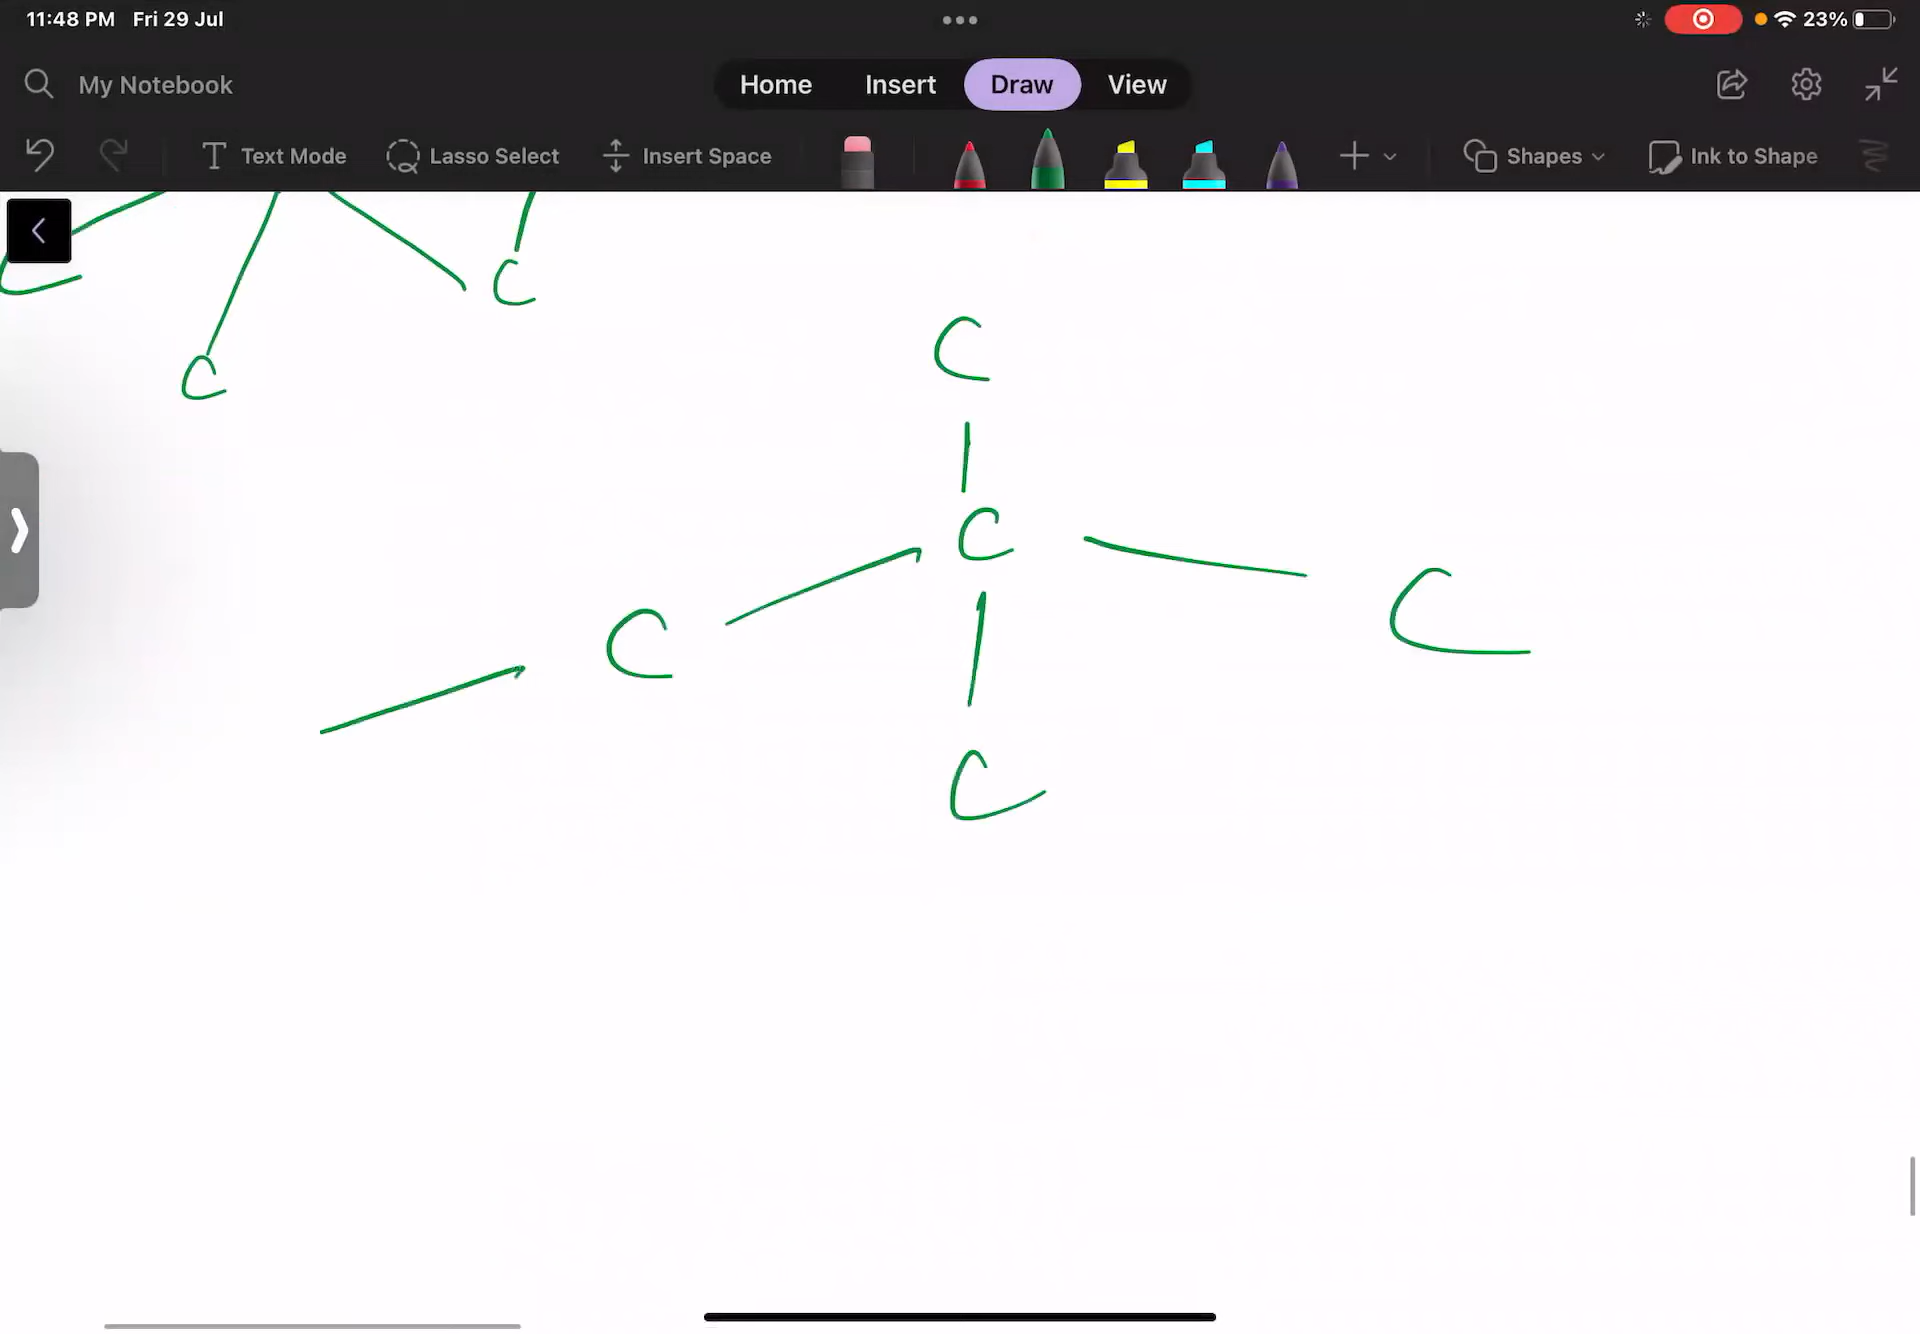 11:48 PM Fri 29 Jul 23%
My Notebook Home Insert Draw View
Text Mode Lasso Select Insert Space Shapes Ink to Shape
C
C
C
C
C
C
C
C